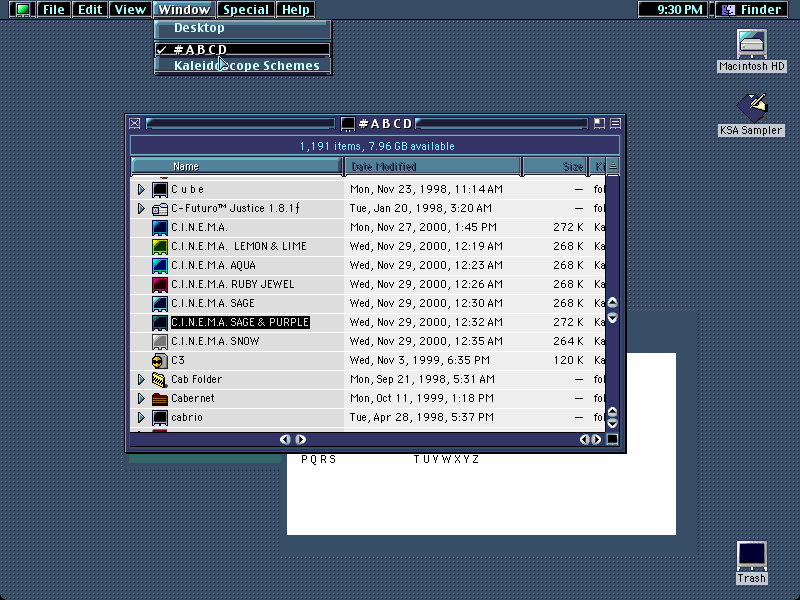 File Edit View Window Special Help 9:30 PM Finder
Desktop
✓ #ABCD
Kaleidoscope Schemes
Macintosh HD
KSA Sampler
#ABCD
1,191 items, 7.96 GB available
Name Date Modified Size Ki
Cube Mon, Nov 23, 1998, 11:14 AM — fol
C-Futuro™ Justice 1.8.1ƒ Tue, Jan 20, 1998, 3:20 AM — fol
C.I.N.E.M.A. Mon, Nov 27, 2000, 1:45 PM 272 K Ka
C.I.N.E.M.A. LEMON & LIME Wed, Nov 29, 2000, 12:19 AM 268 K Ka
C.I.N.E.M.A. AQUA Wed, Nov 29, 2000, 12:23 AM 268 K Ka
C.I.N.E.M.A. RUBY JEWEL Wed, Nov 29, 2000, 12:26 AM 268 K Ka
C.I.N.E.M.A. SAGE Wed, Nov 29, 2000, 12:30 AM 268 K Ka
C.I.N.E.M.A. SAGE & PURPLE Wed, Nov 29, 2000, 12:32 AM 272 K Ka
C.I.N.E.M.A. SNOW Wed, Nov 29, 2000, 12:35 AM 264 K Ka
C3 Wed, Nov 3, 1999, 6:35 PM 120 K Ka
Cab Folder Mon, Sep 21, 1998, 5:31 AM — fol
Cabernet Mon, Oct 11, 1999, 1:18 PM — fol
cabrio Tue, Apr 28, 1998, 5:37 PM — fol
PQRS TUVWXYZ
Trash